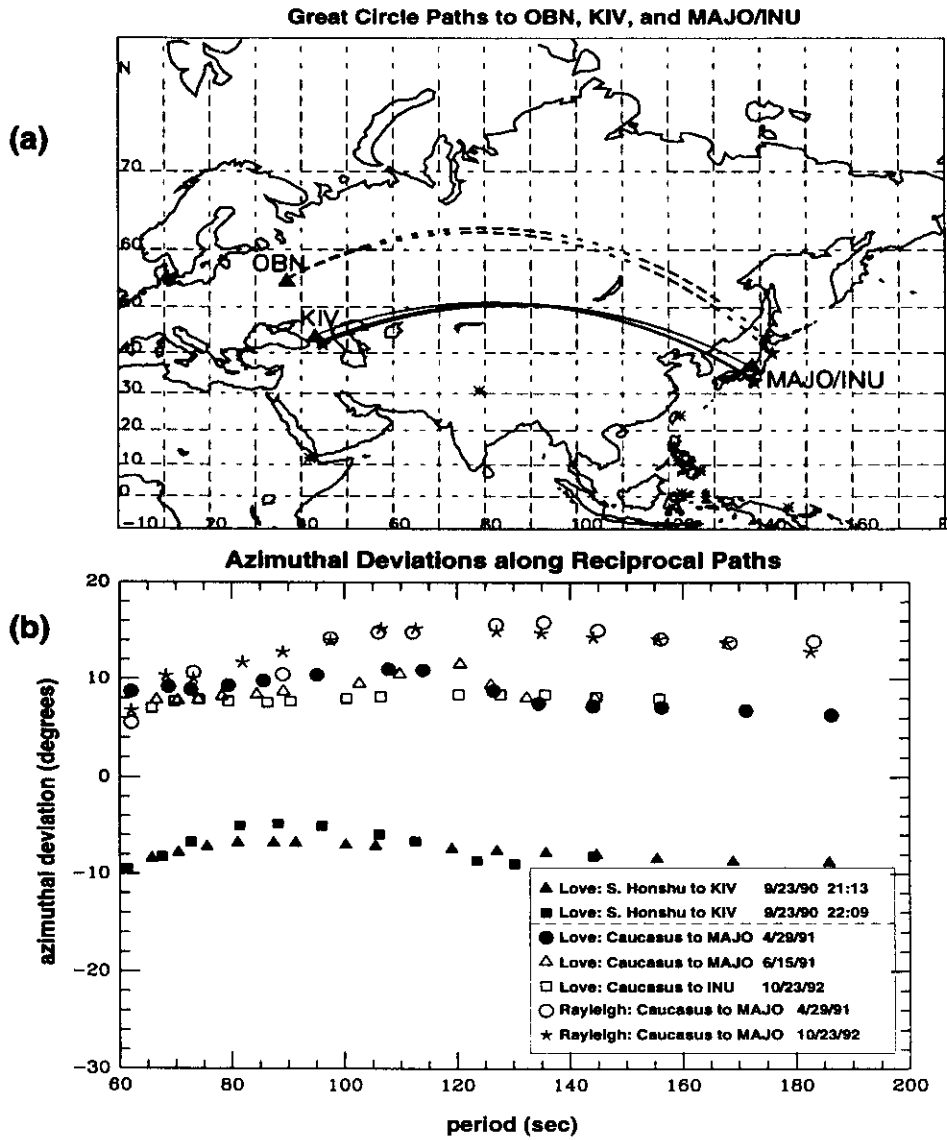 Great Circle Paths to OBN, KIV, and MAJO/INU
(a)
N
70
60
OBN
50
KIV
40
MAJO/INU
30
20
10
0
-10 20 40 60 80 100 120 140 160 E
Azimuthal Deviations along Reciprocal Paths
(b)
20
10
0
-10
-20
-30
azimuthal deviation (degrees)
Love: S. Honshu to KIV 9/23/90 21:13
Love: S. Honshu to KIV 9/23/90 22:09
Love: Caucasus to MAJO 4/29/91
Love: Caucasus to MAJO 6/15/91
Love: Caucasus to INU 10/23/92
Rayleigh: Caucasus to MAJO 4/29/91
Rayleigh: Caucasus to MAJO 10/23/92
60 80 100 120 140 160 180 200
period (sec)